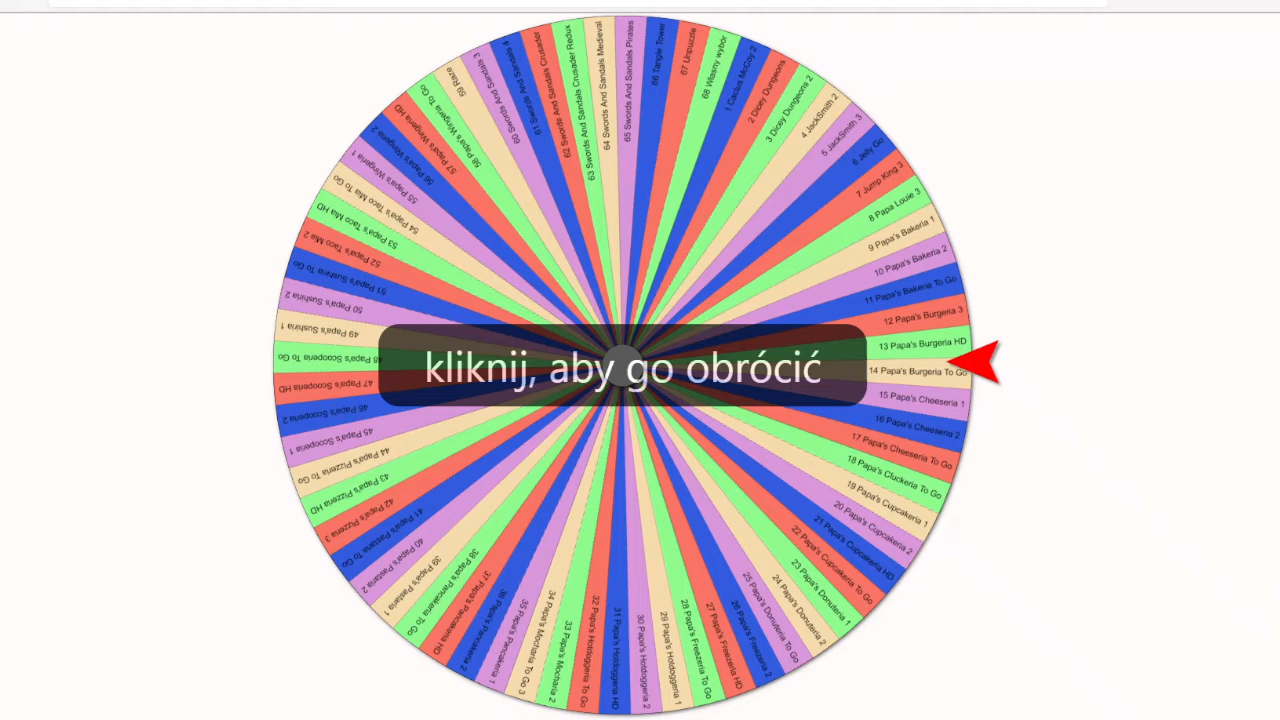 1 Cactus McCoy 2
2 Dicey Dungeons
3 Dicey Dungeons 2
4 JackSmith 2
5 JackSmith 3
6 Jelly Go
7 Jump King 3
8 Papa Louie 3
9 Papa's Bakeria 1
10 Papa's Bakeria 2
11 Papa's Bakeria To Go
12 Papa's Burgeria 3
13 Papa's Burgeria HD
14 Papa's Burgeria To Go
15 Papa's Cheeseria 1
16 Papa's Cheeseria 2
17 Papa's Cheeseria To Go
18 Papa's Cluckeria To Go
19 Papa's Cupcakeria 1
20 Papa's Cupcakeria 2
21 Papa's Cupcakeria HD
22 Papa's Cupcakeria To Go
23 Papa's Donuteria 1
24 Papa's Donuteria 2
25 Papa's Donuteria To Go
26 Papa's Freezeria 2
27 Papa's Freezeria HD
28 Papa's Freezeria To Go
29 Papa's Hotdoggeria 1
30 Papa's Hotdoggeria 2
31 Papa's Hotdoggeria HD
32 Papa's Hotdoggeria To Go
33 Papa's Mocharia 2
34 Papa's Mocharia To Go 3
35 Papa's Pancakeria 1
36 Papa's Pancakeria 2
37 Papa's Pancakeria HD
38 Papa's Pancakeria To Go
39 Papa's Pastaria 1
40 Papa's Pastaria 2
41 Papa's Pastaria To Go
42 Papa's Pizzeria 3
43 Papa's Pizzeria HD
44 Papa's Pizzeria To Go
45 Papa's Scooperia 1
46 Papa's Scooperia 2
47 Papa's Scooperia HD
48 Papa's Scooperia To Go
49 Papa's Sushiria 1
50 Papa's Sushiria 2
51 Papa's Sushiria To Go
52 Papa's Taco Mia 2
53 Papa's Taco Mia HD
54 Papa's Taco Mia To Go
55 Papa's Wingeria 1
56 Papa's Wingeria 2
57 Papa's Wingeria HD
58 Papa's Wingeria To Go
59 Raze
60 Swords And Sandals 3
61 Swords And Sandals 4
62 Swords And Sandals Crusader
63 Swords And Sandals Crusader Redux
64 Swords And Sandals Medieval
65 Swords And Sandals Pirates
66 Tangle Tower
67 Unpuzzle
68 Własny wybór
kliknij, aby go obrócić